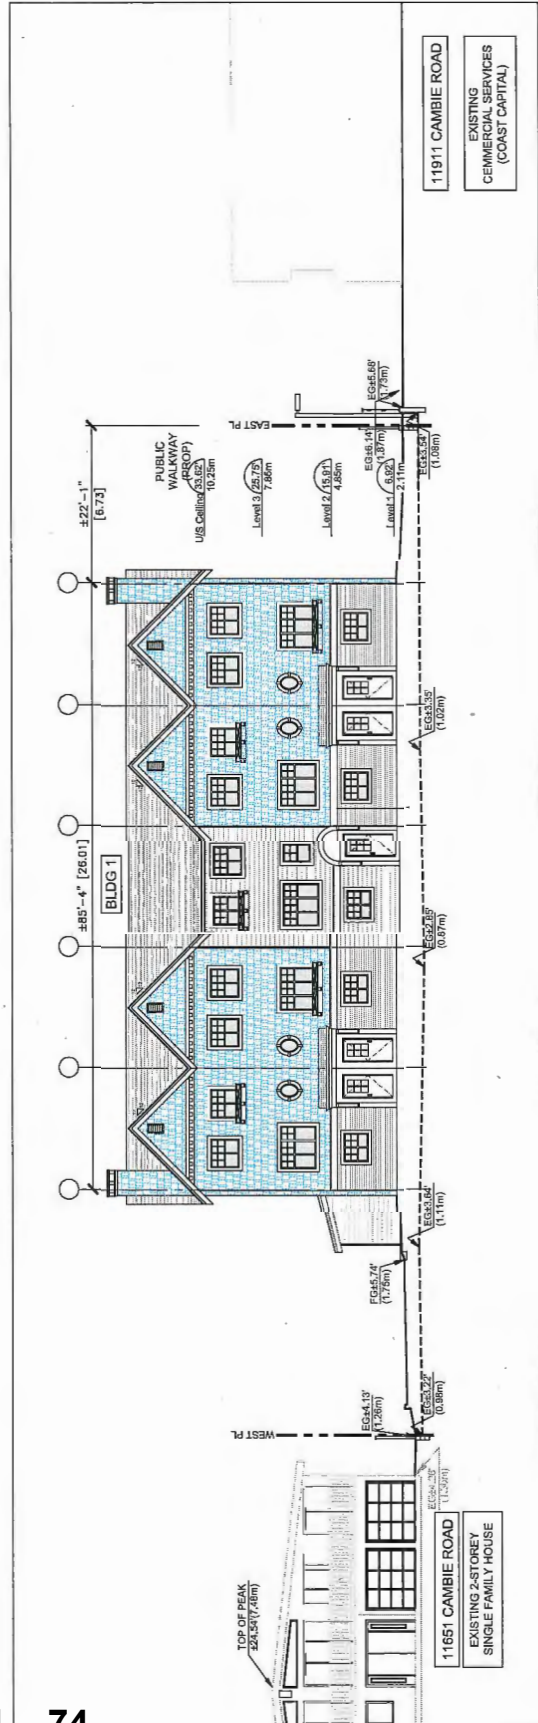 TOP OF PEAK
±24.54'(7.48m)
11651 CAMBIE ROAD
EXISTING 2-STOREY
SINGLE FAMILY HOUSE
WEST PL
EG±4.13'
(1.26m)
EG±3.22'
(0.98m)
FG±5.74'
(1.75m)
EG±3.64'
(1.11m)
±85'-4" [26.01]
BLDG 1
EG±2.85'
(0.87m)
EG±3.35'
(1.02m)
±22'-1"
[6.73]
PUBLIC
WALKWAY
(PROP)
U/S Ceiling 33.62'
10.25m
Level 3 25.75'
7.85m
Level 2 15.91'
4.85m
Level 1 6.92'
2.11m
EAST PL
EG±6.14'
(1.87m)
EG±5.68'
(1.73m)
EG±3.54'
(1.08m)
11911 CAMBIE ROAD
EXISTING
CEMMERCIAL SERVICES
(COAST CAPITAL)
74